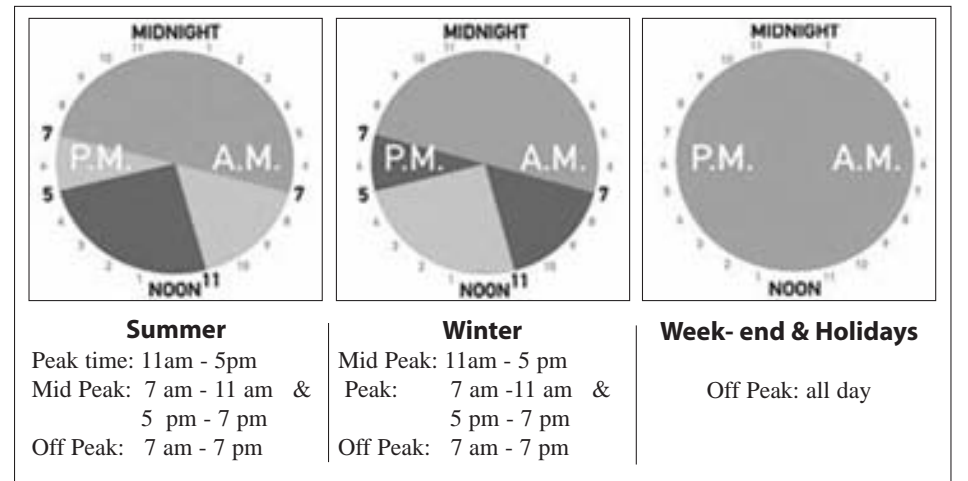 MIDNIGHT
7
P.M. A.M.
5 7
NOON 11
MIDNIGHT
7
P.M. A.M.
5 7
NOON 11
MIDNIGHT
P.M. A.M.
NOON
Summer
Peak time: 11am - 5pm
Mid Peak: 7 am - 11 am &
5 pm - 7 pm
Off Peak: 7 am - 7 pm
Winter
Mid Peak: 11am - 5 pm
Peak: 7 am -11 am &
5 pm - 7 pm
Off Peak: 7 am - 7 pm
Week- end & Holidays
Off Peak: all day